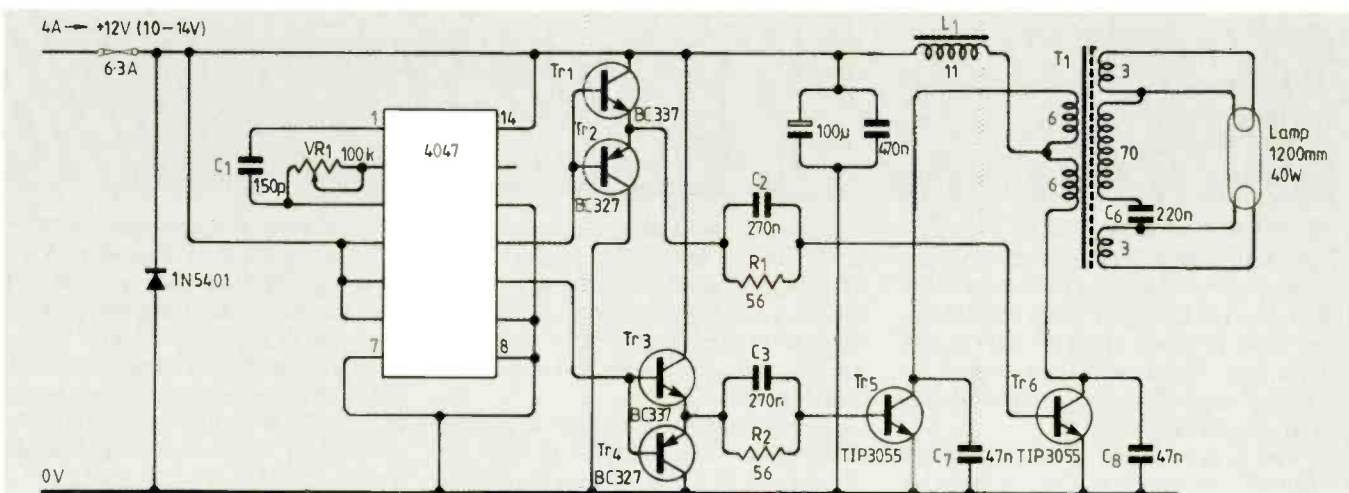 4A → +12V (10–14V)
6·3A
1N5401
C1
150p
VR1
100k
1
14
4047
7
8
Tr1
BC337
Tr2
BC327
Tr3
BC337
Tr4
BC327
C2
270n
R1
56
C3
270n
R2
56
100µ
470n
L1
11
Tr5
TIP3055
C7
47n
Tr6
TIP3055
C8
47n
T1
6
6
3
70
C6
220n
3
Lamp
1200mm
40W
0V